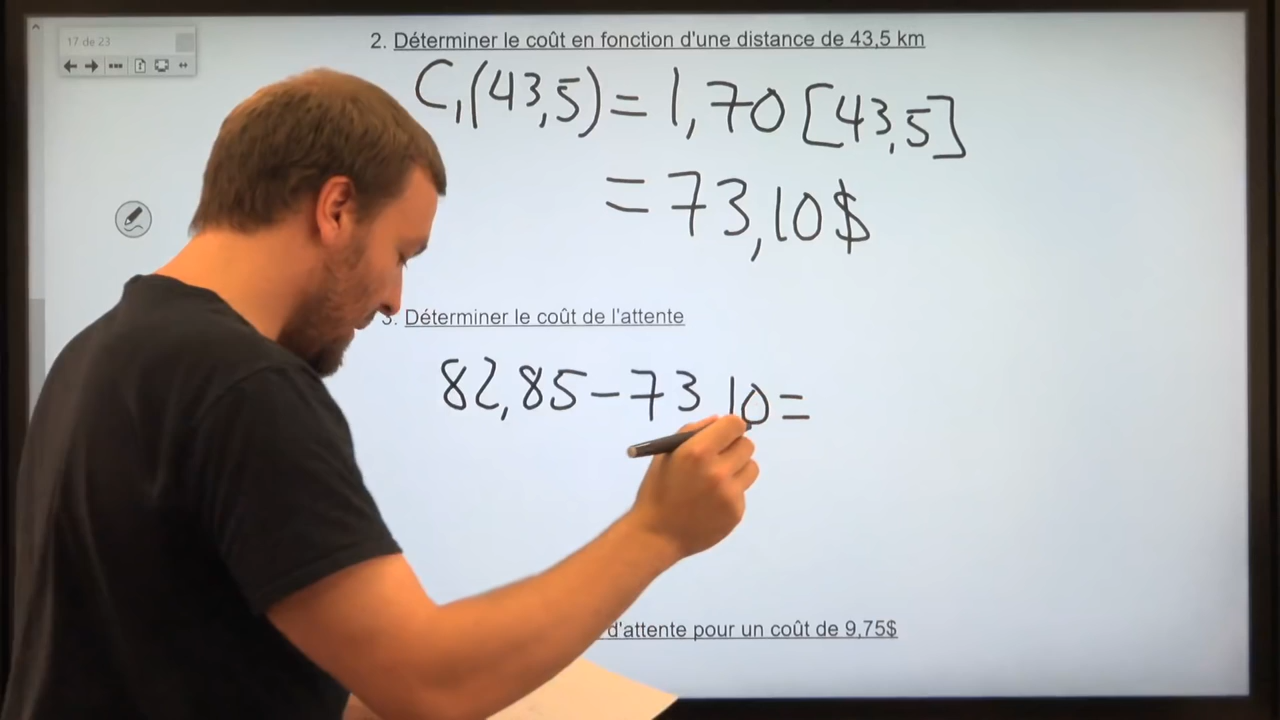 17 de 23
2. Déterminer le coût en fonction d'une distance de 43,5 km
C₁(43,5) = 1,70 [43,5]
= 73,10$
3. Déterminer le coût de l'attente
82,85 - 73 10 =
d'attente pour un coût de 9,75$